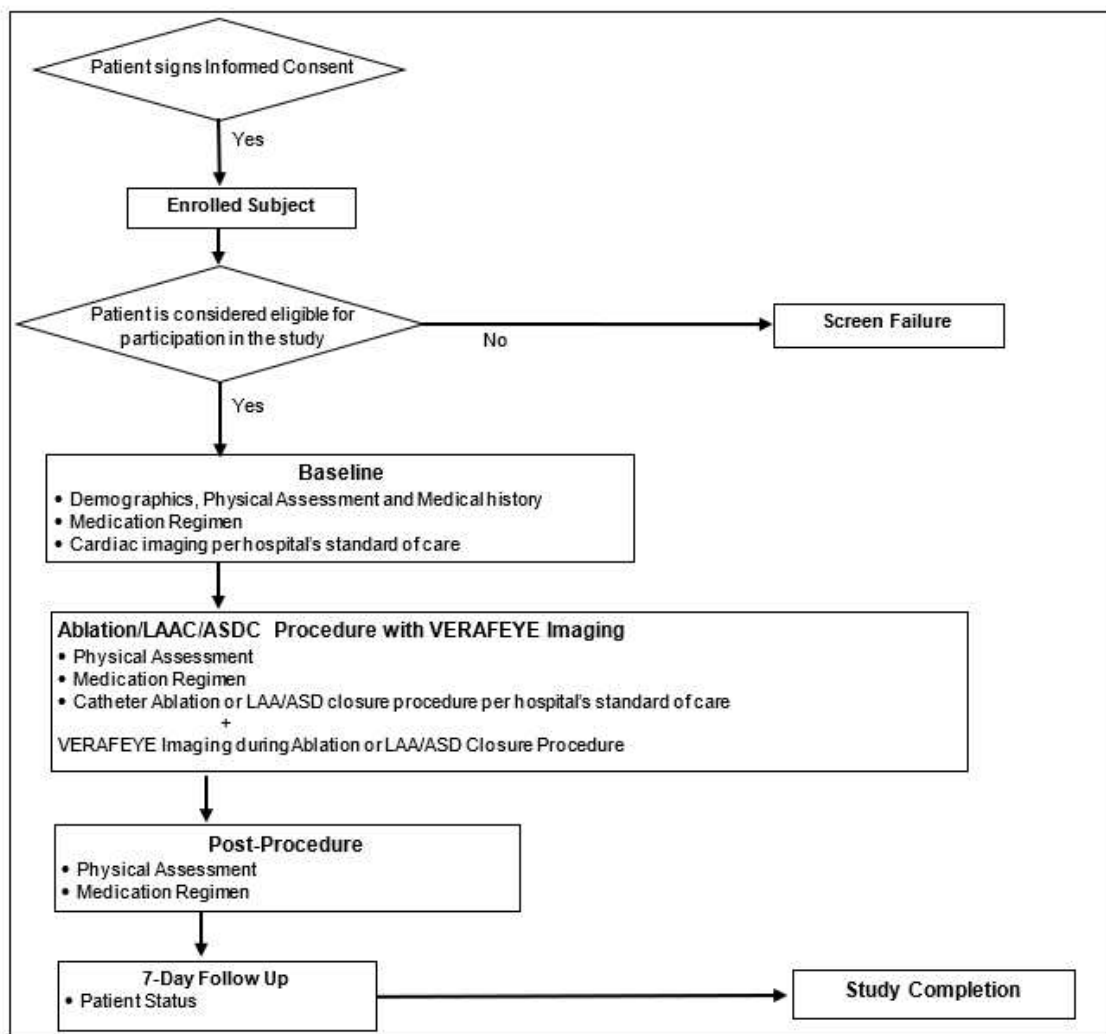 Patient signs Informed Consent
Yes
Enrolled Subject
Patient is considered eligible for
participation in the study
No
Screen Failure
Yes
Baseline
• Demographics, Physical Assessment and Medical history
• Medication Regimen
• Cardiac imaging per hospital's standard of care
Ablation/LAAC/ASDC Procedure with VERAFEYE Imaging
• Physical Assessment
• Medication Regimen
• Catheter Ablation or LAA/ASD closure procedure per hospital's standard of care
+
VERAFEYE Imaging during Ablation or LAA/ASD Closure Procedure
Post-Procedure
• Physical Assessment
• Medication Regimen
7-Day Follow Up
• Patient Status
Study Completion